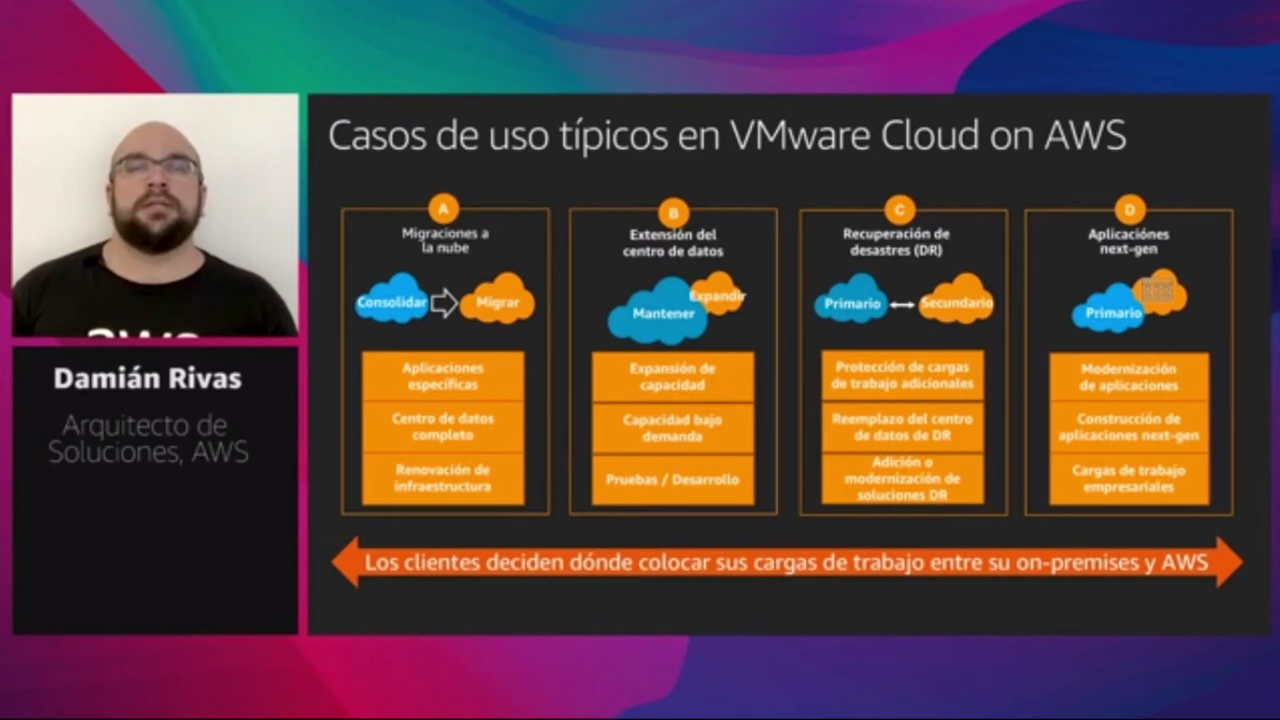 Casos de uso típicos en VMware Cloud on AWS
aws
Damián Rivas
Arquitecto de
Soluciones, AWS
A
Migraciones a
la nube
Consolidar
Migrar
Aplicaciones
específicas
Centro de datos
completo
Renovación de
infraestructura
B
Extensión del
centro de datos
Mantener
Expandir
Expansión de
capacidad
Capacidad bajo
demanda
Pruebas / Desarrollo
C
Recuperación de
desastres (DR)
Primario
Secundario
Protección de cargas
de trabajo adicionales
Reemplazo del centro
de datos de DR
Adición o
modernización de
soluciones DR
D
Aplicaciónes
next-gen
Primario
Modernización
de aplicaciones
Construcción de
aplicaciones next-gen
Cargas de trabajo
empresariales
Los clientes deciden dónde colocar sus cargas de trabajo entre su on-premises y AWS